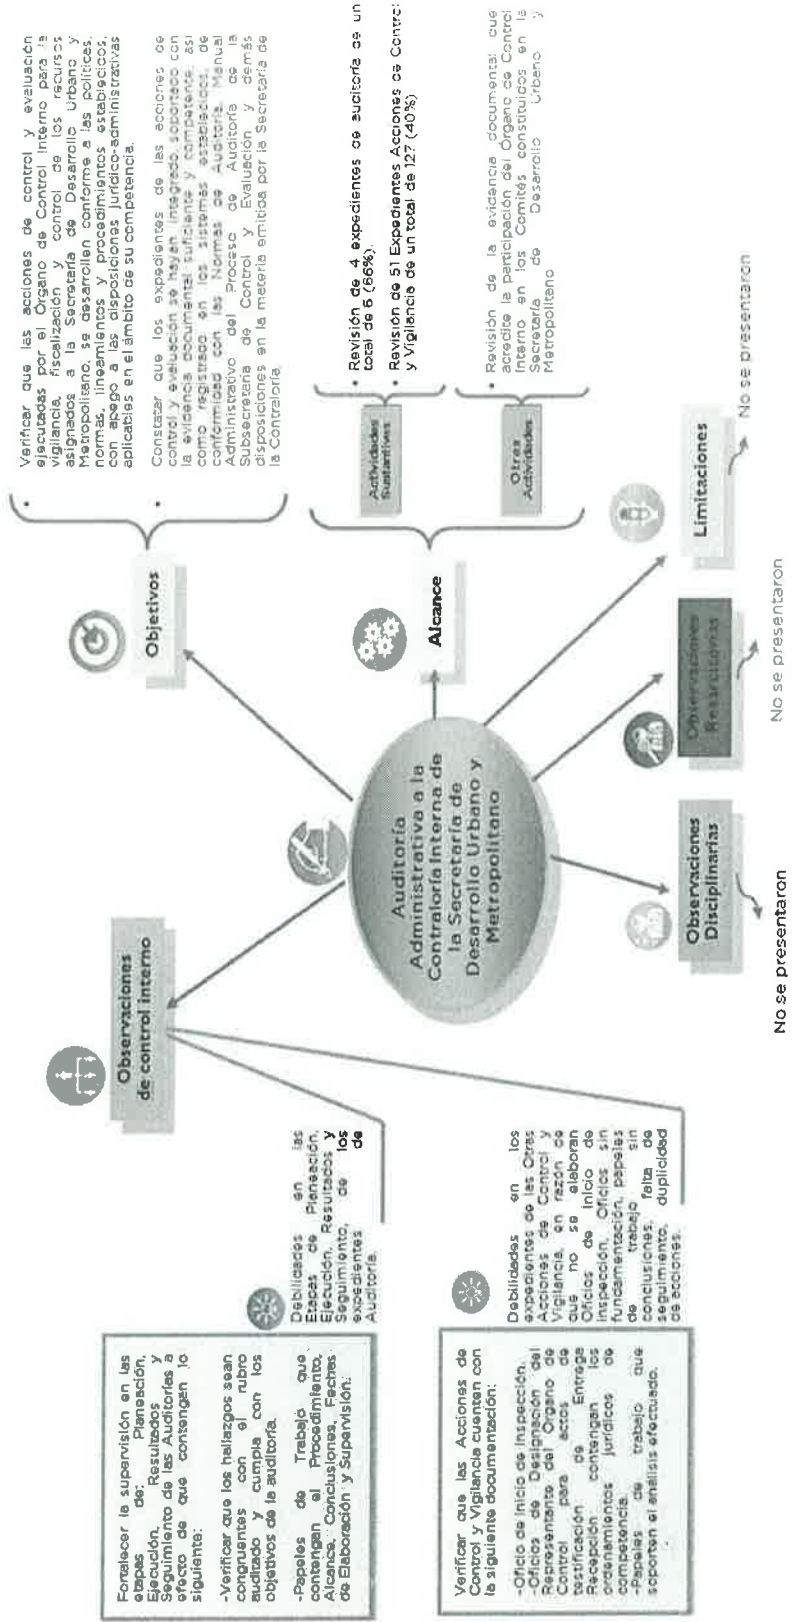 Observaciones
de control interno
Fortalecer la supervisión en las
etapas de: Planeación,
Ejecución, Resultados y
Seguimiento de las Auditorías a
efecto de que contengan lo
siguiente:
-Verificar que los hallazgos sean
congruentes con el rubro
auditado y cumpla con los
objetivos de la auditoría.
-Papeles de Trabajo que
contengan el Procedimiento,
Alcance, Conclusiones, Fechas
de Elaboración y Supervisión.
Debilidades en las
Etapas de Planeación,
Ejecución, Resultados y
Seguimiento, de los
expedientes de
Auditoría.
Verificar que las Acciones de
Control y Vigilancia cuenten con
la siguiente documentación:
-Oficio de Inicio de Inspección.
-Oficios de Designación del
Representante del Órgano de
Control para actos de
testificación de Entrega
Recepción contengan los
ordenamientos jurídicos de
competencia.
-Papeles de trabajo que
soporten el análisis efectuado.
Debilidades en los
expedientes de las Otras
Acciones de Control y
Vigilancia, en razón de
que no se elaboran
Oficios de Inicio de
Inspección, Oficios sin
fundamentación, papeles
de trabajo sin
conclusiones, falta de
seguimiento, duplicidad
de acciones.
Auditoría
Administrativa a la
Contraloría Interna de
la Secretaría de
Desarrollo Urbano y
Metropolitano
Objetivos
• Verificar que las acciones de control y evaluación
ejecutadas por el Órgano de Control Interno para la
vigilancia, fiscalización y control de los recursos
asignados a la Secretaría de Desarrollo Urbano y
Metropolitano, se desarrollen conforme a las políticas,
normas, lineamientos y procedimientos establecidos,
con apego a las disposiciones jurídico-administrativas
aplicables en el ámbito de su competencia.
• Constatar que los expedientes de las acciones de
control y evaluación se hayan integrado, soportado con
la evidencia documental suficiente y competente, así
como registrado en los sistemas establecidos, de
conformidad con las Normas de Auditoría, Manual
Administrativo del Proceso de Auditoría de la
Subsecretaría de Control y Evaluación y demás
disposiciones en la materia emitida por la Secretaría de
la Contraloría.
Alcance
Actividades
Sustantivas
• Revisión de 4 expedientes de auditoría de un
total de 6 (66%).
• Revisión de 51 Expedientes Acciones de Control
y Vigilancia de un total de 127 (40%)
Otras
Actividades
• Revisión de la evidencia documental que
acredite la participación del Órgano de Control
Interno en los Comités constituidos en la
Secretaría de Desarrollo Urbano y
Metropolitano
Observaciones
Disciplinarias
No se presentaron
Observaciones
Resarcitorias
No se presentaron
Limitaciones
No se presentaron